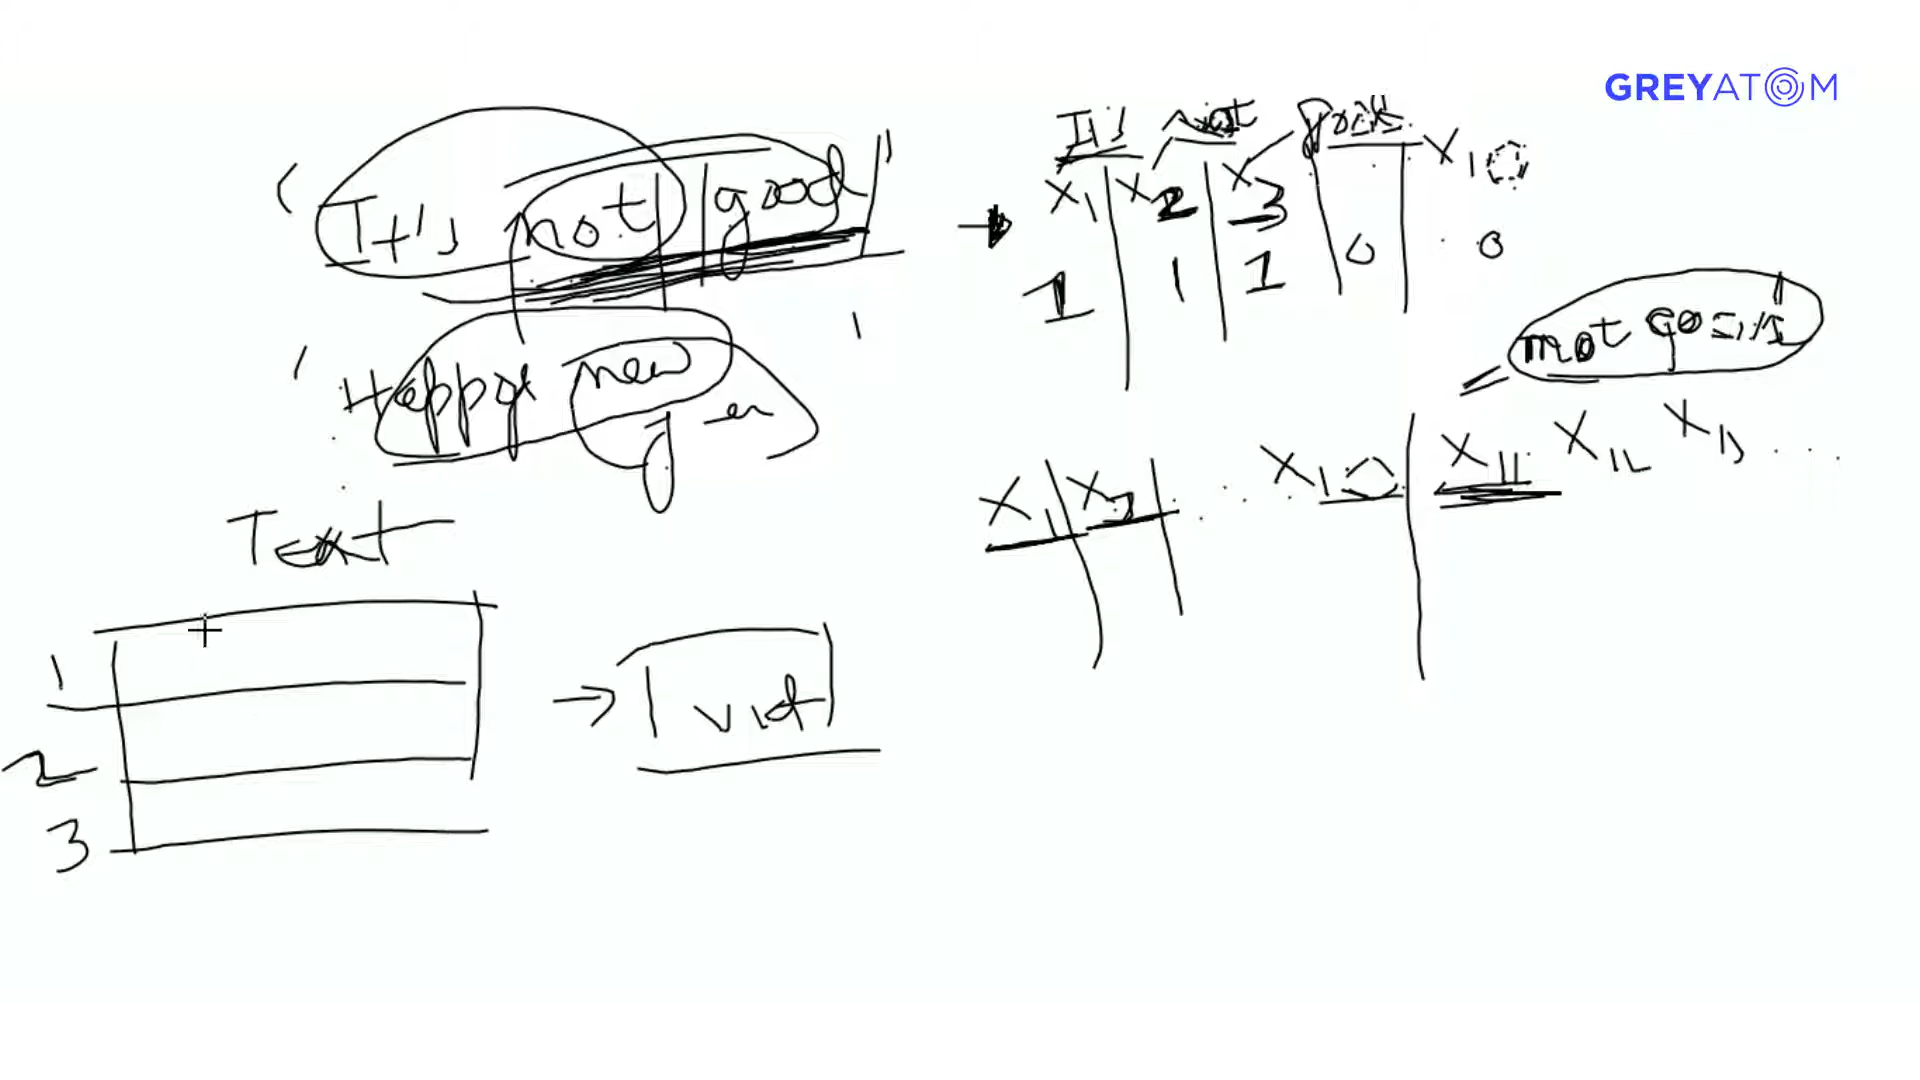 GREYATOM
It's not good
It's not good
X1 X2 X3 X10
1 1 1 0 0
Happy new
not good
X1 X2 X10 X11 X12 X13
Text
1
2
3